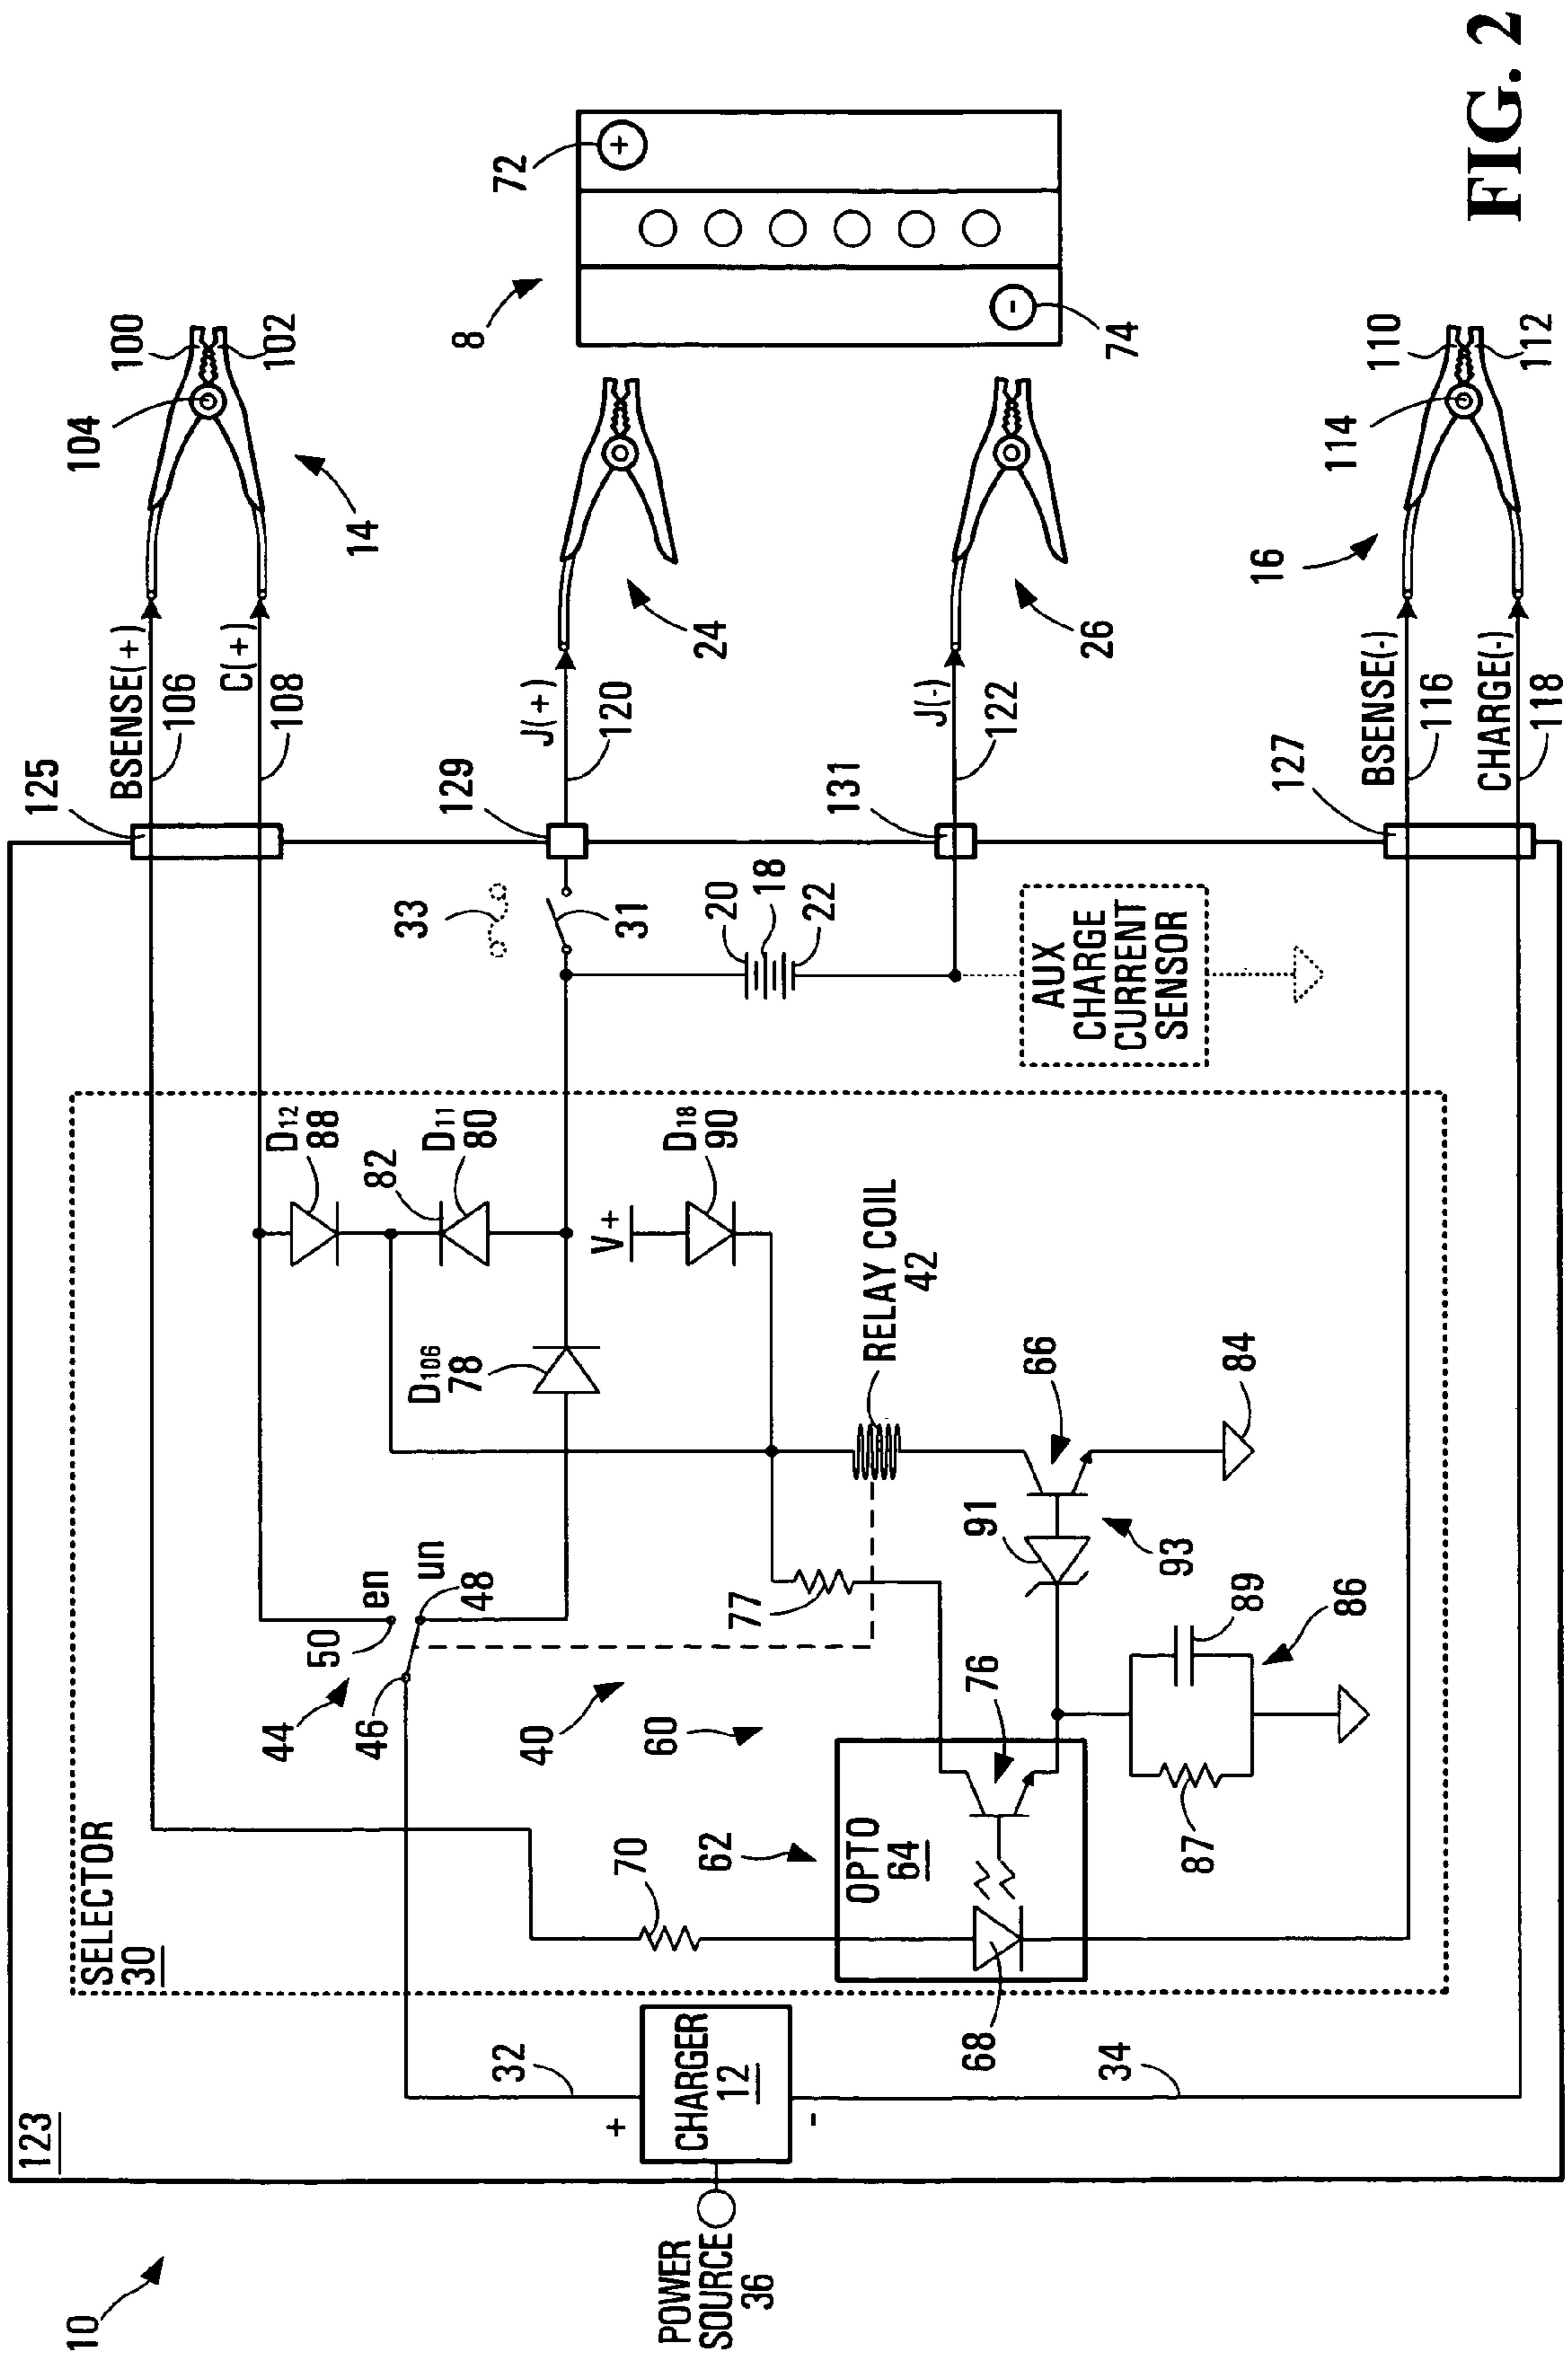 FIG. 2
10
123
SELECTOR
30
POWER
SOURCE
36
CHARGER
12
+
-
32
34
44
46
50
en
un
48
40
60
62
OPTO
64
68
70
76
77
RELAY COIL
42
66
84
91
93
89
86
87
D12
88
82
D11
80
D106
78
V+
D18
90
33
31
20
18
22
AUX
CHARGE
CURRENT
SENSOR
125
129
131
127
BSENSE(+)
106
C(+)
108
J(+)
120
J(-)
122
BSENSE(-)
116
CHARGE(-)
118
104
100
102
14
24
26
16
114
110
112
8
72
+
-
74